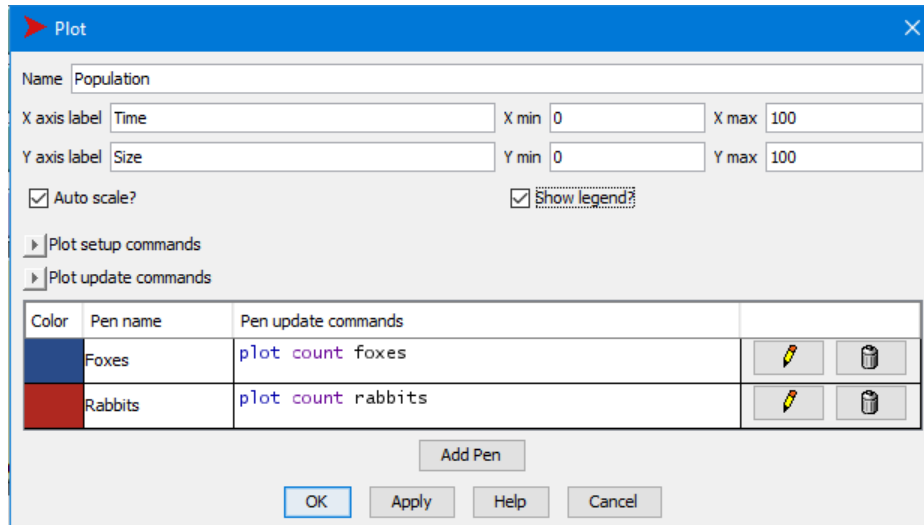 Plot
Name Population
X axis label Time X min 0 X max 100
Y axis label Size Y min 0 Y max 100
Auto scale? Show legend?
Plot setup commands
Plot update commands
Color Pen name Pen update commands
Foxes plot count foxes
Rabbits plot count rabbits
Add Pen
OK Apply Help Cancel